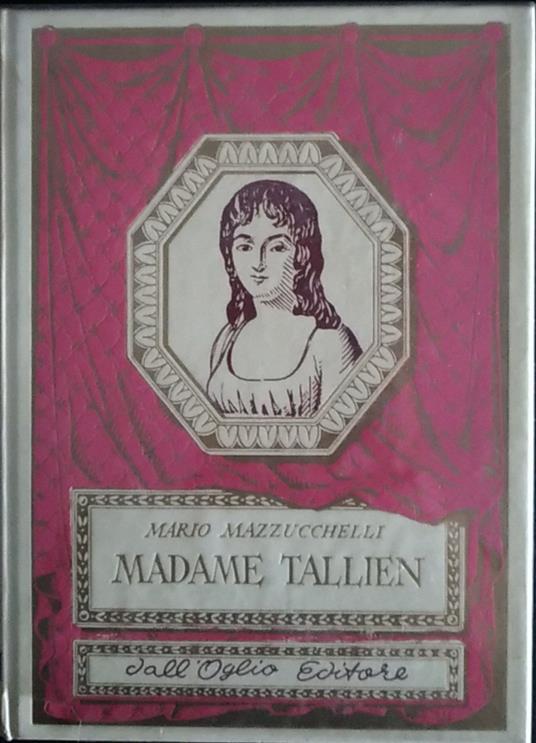 MARIO MAZZUCCHELLI
MADAME TALLIEN
dall'Oglio Editore